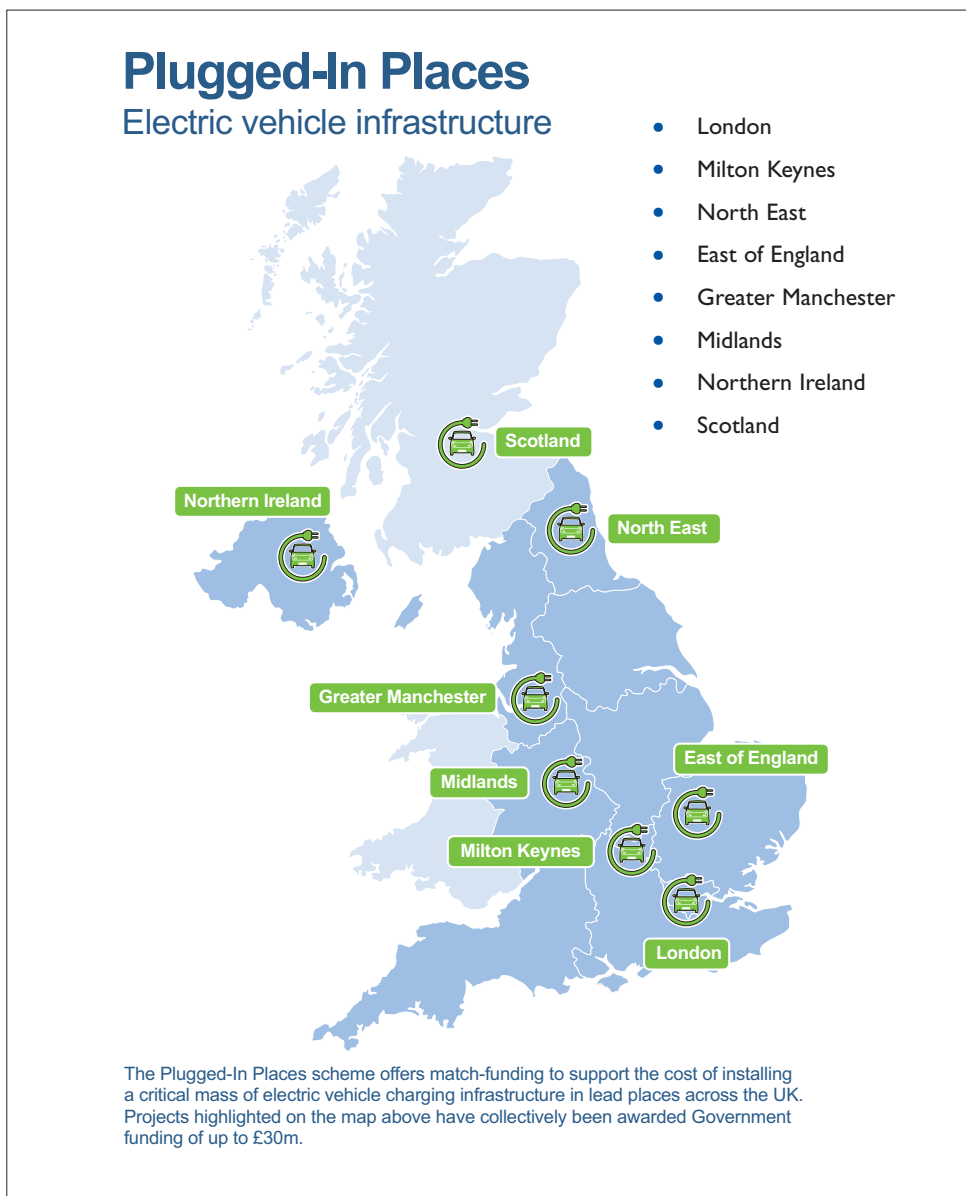 Plugged-In Places
Electric vehicle infrastructure
• London
• Milton Keynes
• North East
• East of England
• Greater Manchester
• Midlands
• Northern Ireland
• Scotland
Scotland
Northern Ireland
North East
Greater Manchester
East of England
Midlands
Milton Keynes
London
The Plugged-In Places scheme offers match-funding to support the cost of installing
a critical mass of electric vehicle charging infrastructure in lead places across the UK.
Projects highlighted on the map above have collectively been awarded Government
funding of up to £30m.